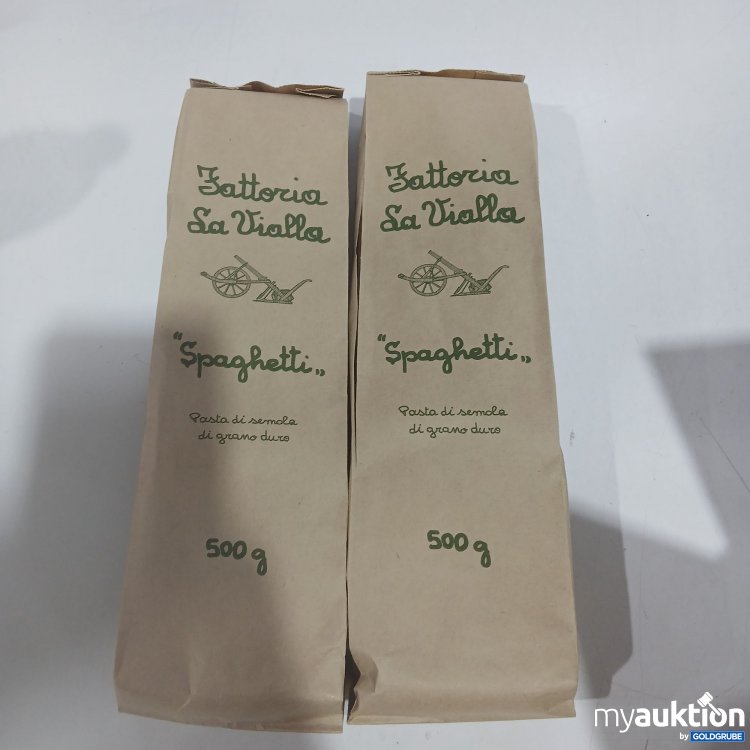 Fattoria
La Vialla
“Spaghetti„
Pasta di semola
di grano duro
500 g
Fattoria
La Vialla
“Spaghetti„
Pasta di semola
di grano duro
500 g
myauktion
by GOLDGRUBE